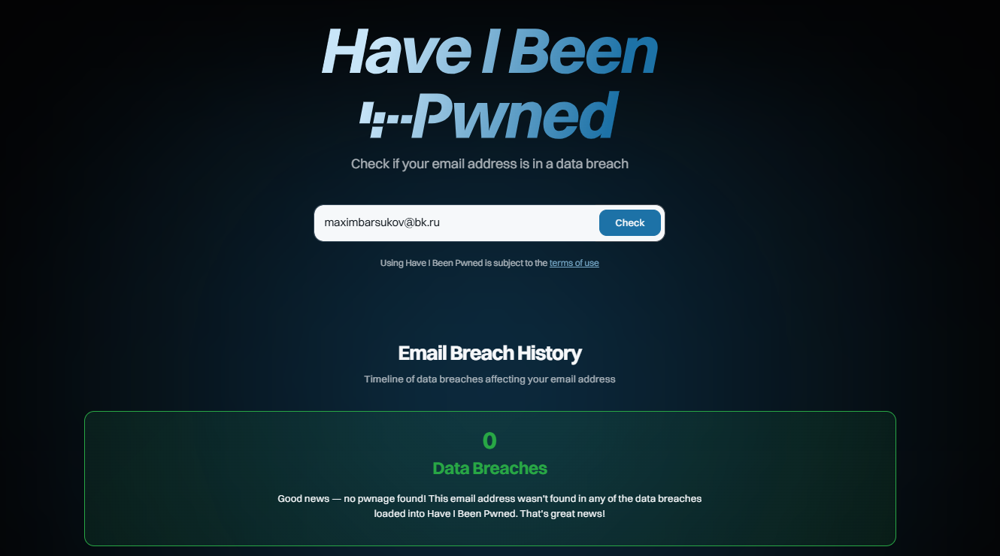 Have I Been
Pwned
Check if your email address is in a data breach
maximbarsukov@bk.ru
Check
Using Have I Been Pwned is subject to the terms of use
Email Breach History
Timeline of data breaches affecting your email address
0
Data Breaches
Good news — no pwnage found! This email address wasn't found in any of the data breaches
loaded into Have I Been Pwned. That's great news!